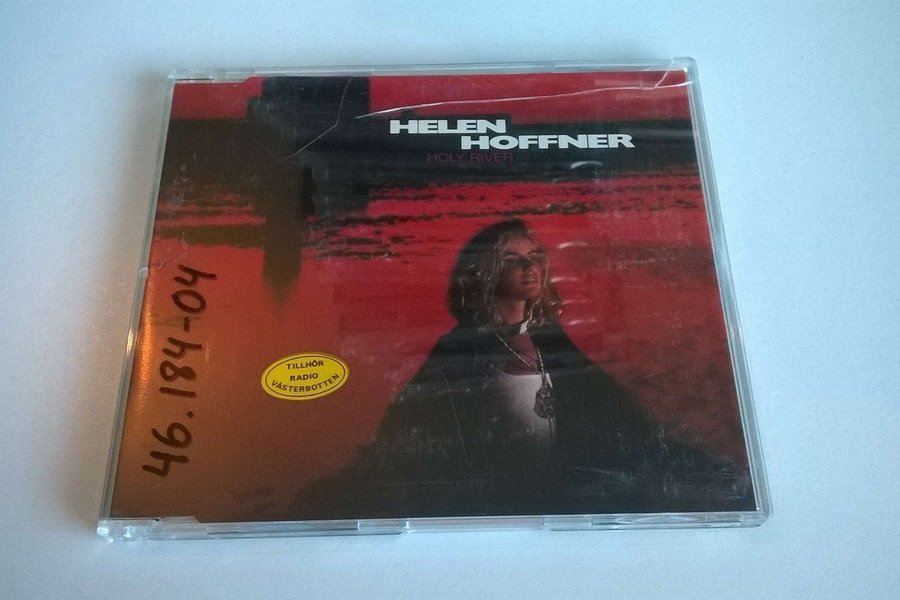 HELEN
HOFFNER
HOLY RIVER
46.184-04
TILLHÖR
RADIO
VÄSTERBOTTEN